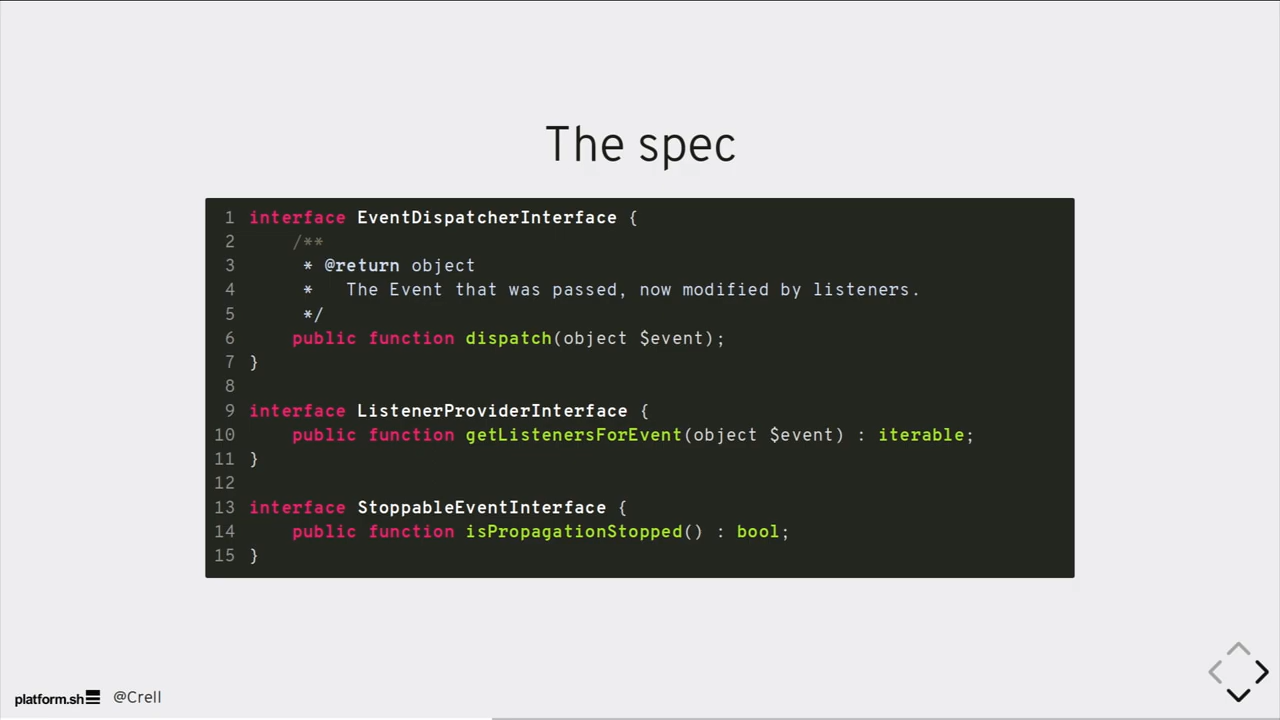 The spec
1 interface EventDispatcherInterface {
2     /**
3      * @return object
4      *   The Event that was passed, now modified by listeners.
5      */
6     public function dispatch(object $event);
7 }
8
9 interface ListenerProviderInterface {
10     public function getListenersForEvent(object $event) : iterable;
11 }
12
13 interface StoppableEventInterface {
14     public function isPropagationStopped() : bool;
15 }
platform.sh @Crell